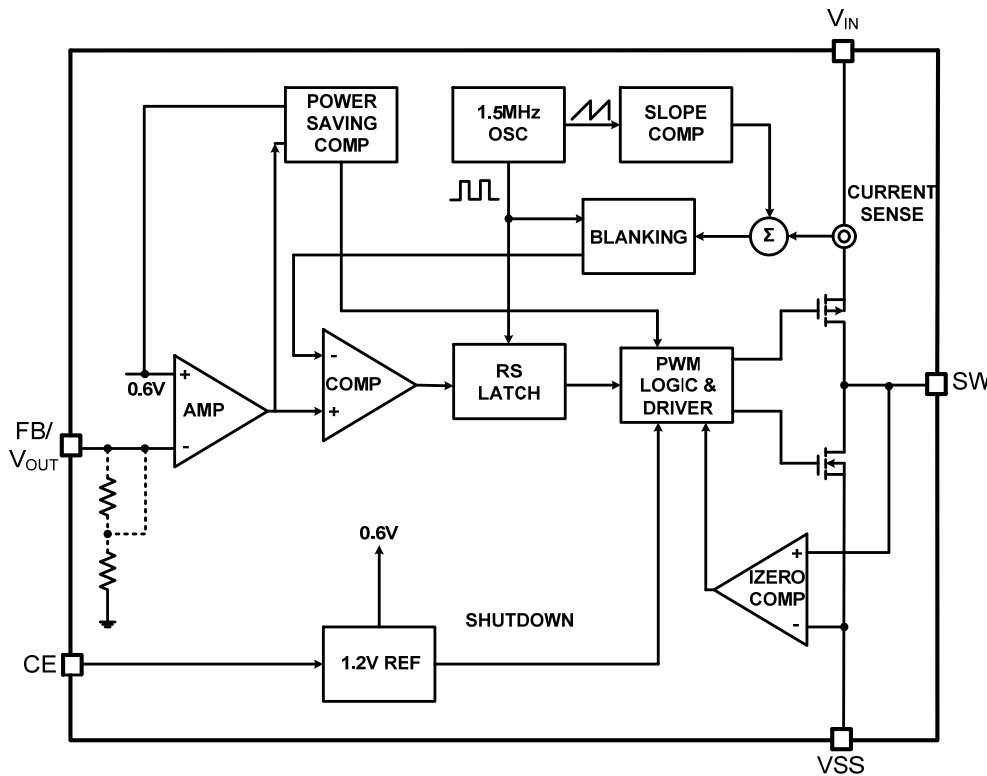 VIN
POWER
SAVING
COMP
1.5MHz
OSC
SLOPE
COMP
CURRENT
SENSE
BLANKING
Σ
0.6V
+
AMP
-
-
COMP
+
RS
LATCH
PWM
LOGIC &
DRIVER
SW
FB/
VOUT
0.6V
+
IZERO
COMP
-
SHUTDOWN
CE
1.2V REF
VSS